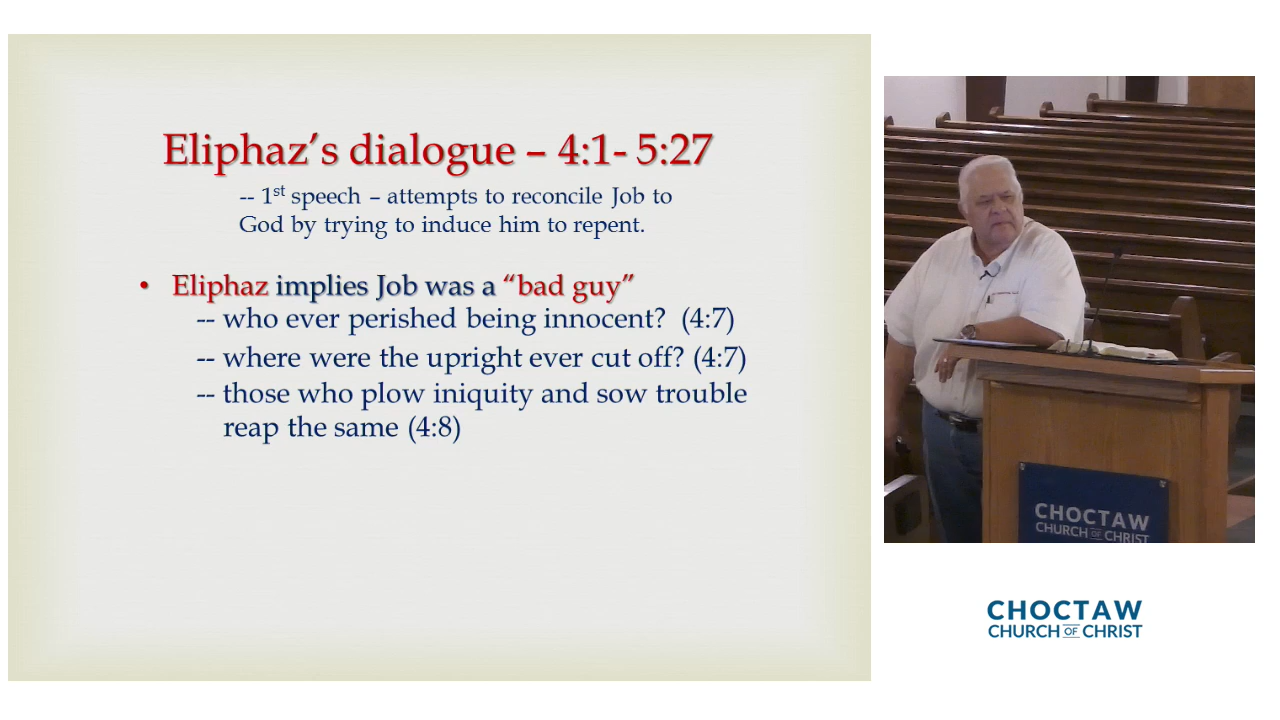 Eliphaz’s dialogue – 4:1- 5:27
-- 1st speech – attempts to reconcile Job to
God by trying to induce him to repent.
• Eliphaz implies Job was a “bad guy”
-- who ever perished being innocent? (4:7)
-- where were the upright ever cut off? (4:7)
-- those who plow iniquity and sow trouble
reap the same (4:8)
CHOCTAW
CHURCH OF CHRIST
CHOCTAW
CHURCH OF CHRIST